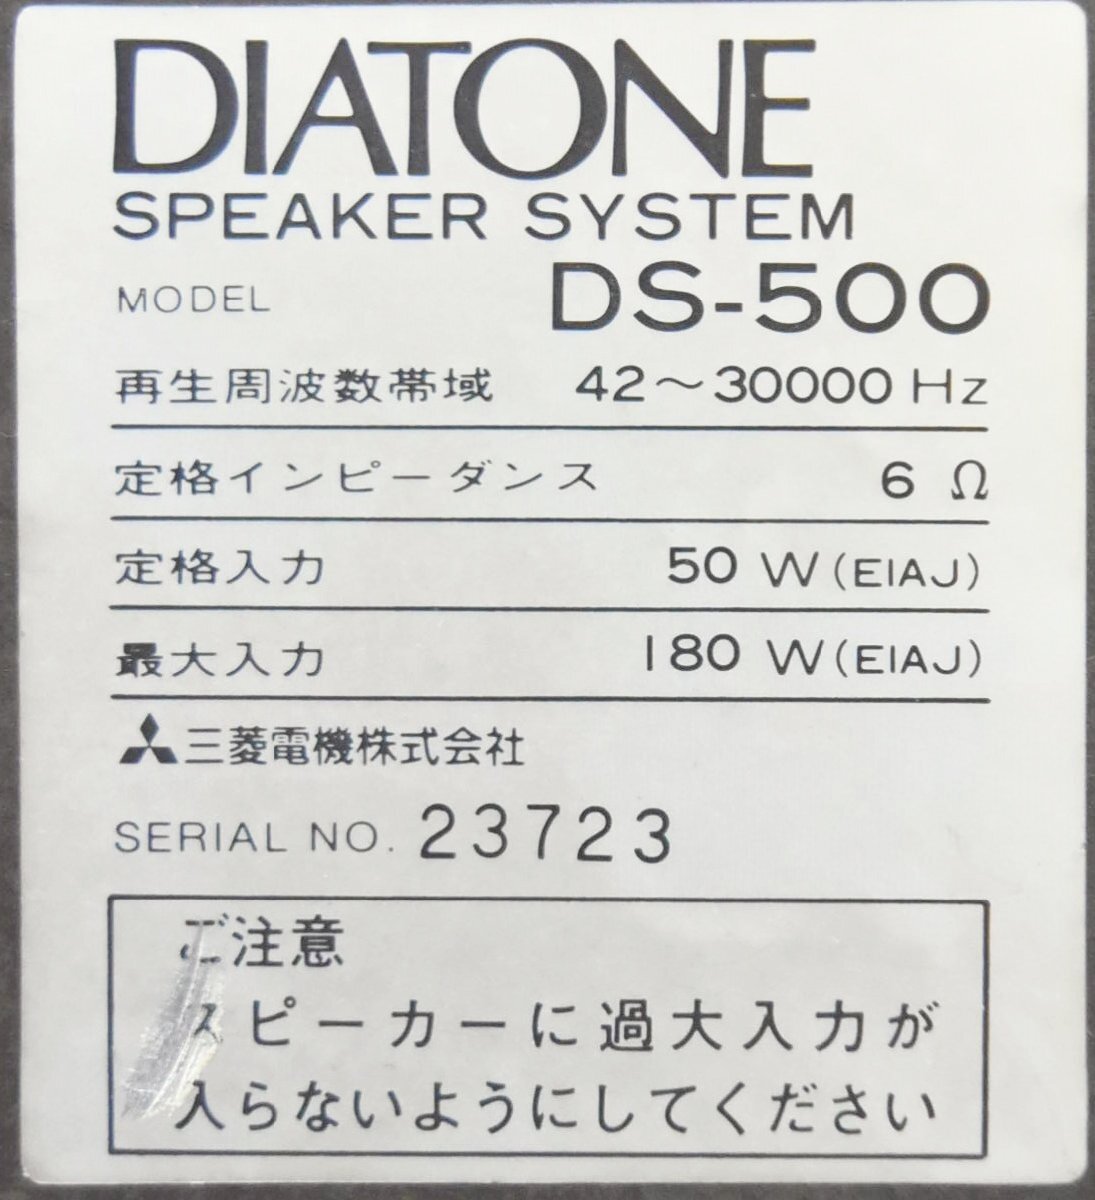 DIATONE
SPEAKER SYSTEM
MODEL DS-500
再生周波数帯域 42〜30000 Hz
定格インピーダンス 6 Ω
定格入力 50 W (EIAJ)
最大入力 180 W (EIAJ)
三菱電機株式会社
SERIAL NO. 23723
ご注意
スピーカーに過大入力が
入らないようにしてください